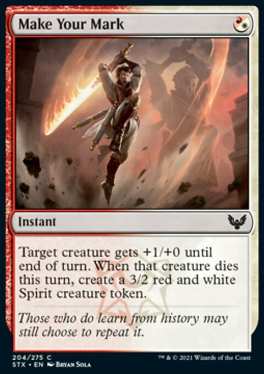 Make Your Mark
Instant
Target creature gets +1/+0 until
end of turn. When that creature dies
this turn, create a 3/2 red and white
Spirit creature token.
Those who do learn from history may
still choose to repeat it.
204/275 C
STX • EN BRYAN SOLA
™ & © 2021 Wizards of the Coast